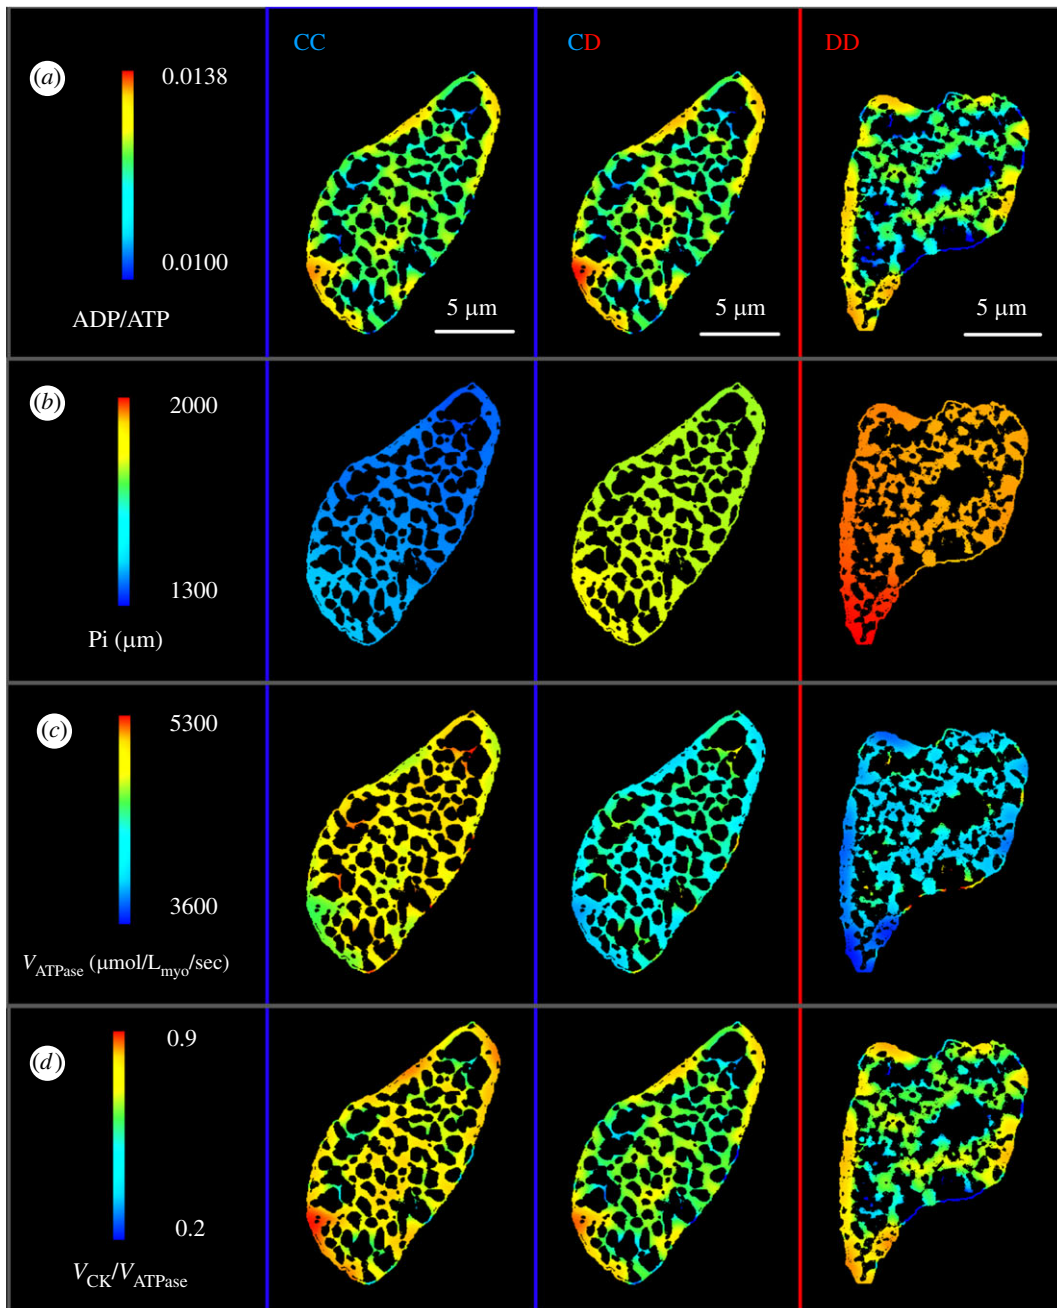 CC
CD
DD
(a)
0.0138
0.0100
ADP/ATP
5 µm
5 µm
5 µm
(b)
2000
1300
Pi (µm)
(c)
5300
3600
V_ATPase (µmol/L_myo/sec)
(d)
0.9
0.2
V_CK/V_ATPase